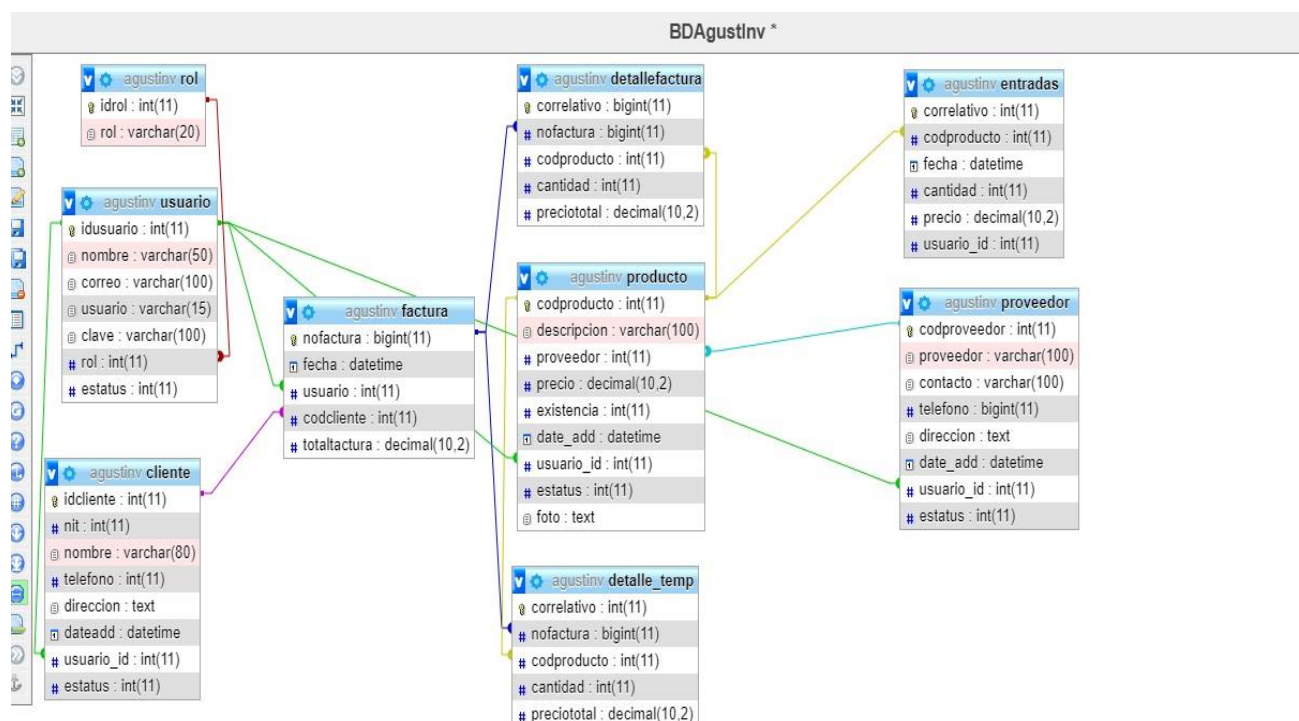 BDAgustInv *
agustinv rol
idrol : int(11)
rol : varchar(20)
agustinv usuario
idusuario : int(11)
nombre : varchar(50)
correo : varchar(100)
usuario : varchar(15)
clave : varchar(100)
rol : int(11)
estatus : int(11)
agustinv cliente
idcliente : int(11)
nit : int(11)
nombre : varchar(80)
telefono : int(11)
direccion : text
dateadd : datetime
usuario_id : int(11)
estatus : int(11)
agustinv factura
nofactura : bigint(11)
fecha : datetime
usuario : int(11)
codcliente : int(11)
totaltactura : decimal(10,2)
agustinv detallefactura
correlativo : bigint(11)
nofactura : bigint(11)
codproducto : int(11)
cantidad : int(11)
preciototal : decimal(10,2)
agustinv producto
codproducto : int(11)
descripcion : varchar(100)
proveedor : int(11)
precio : decimal(10,2)
existencia : int(11)
date_add : datetime
usuario_id : int(11)
estatus : int(11)
foto : text
agustinv detalle_temp
correlativo : int(11)
nofactura : bigint(11)
codproducto : int(11)
cantidad : int(11)
preciototal : decimal(10,2)
agustinv entradas
correlativo : int(11)
codproducto : int(11)
fecha : datetime
cantidad : int(11)
precio : decimal(10,2)
usuario_id : int(11)
agustinv proveedor
codproveedor : int(11)
proveedor : varchar(100)
contacto : varchar(100)
telefono : bigint(11)
direccion : text
date_add : datetime
usuario_id : int(11)
estatus : int(11)